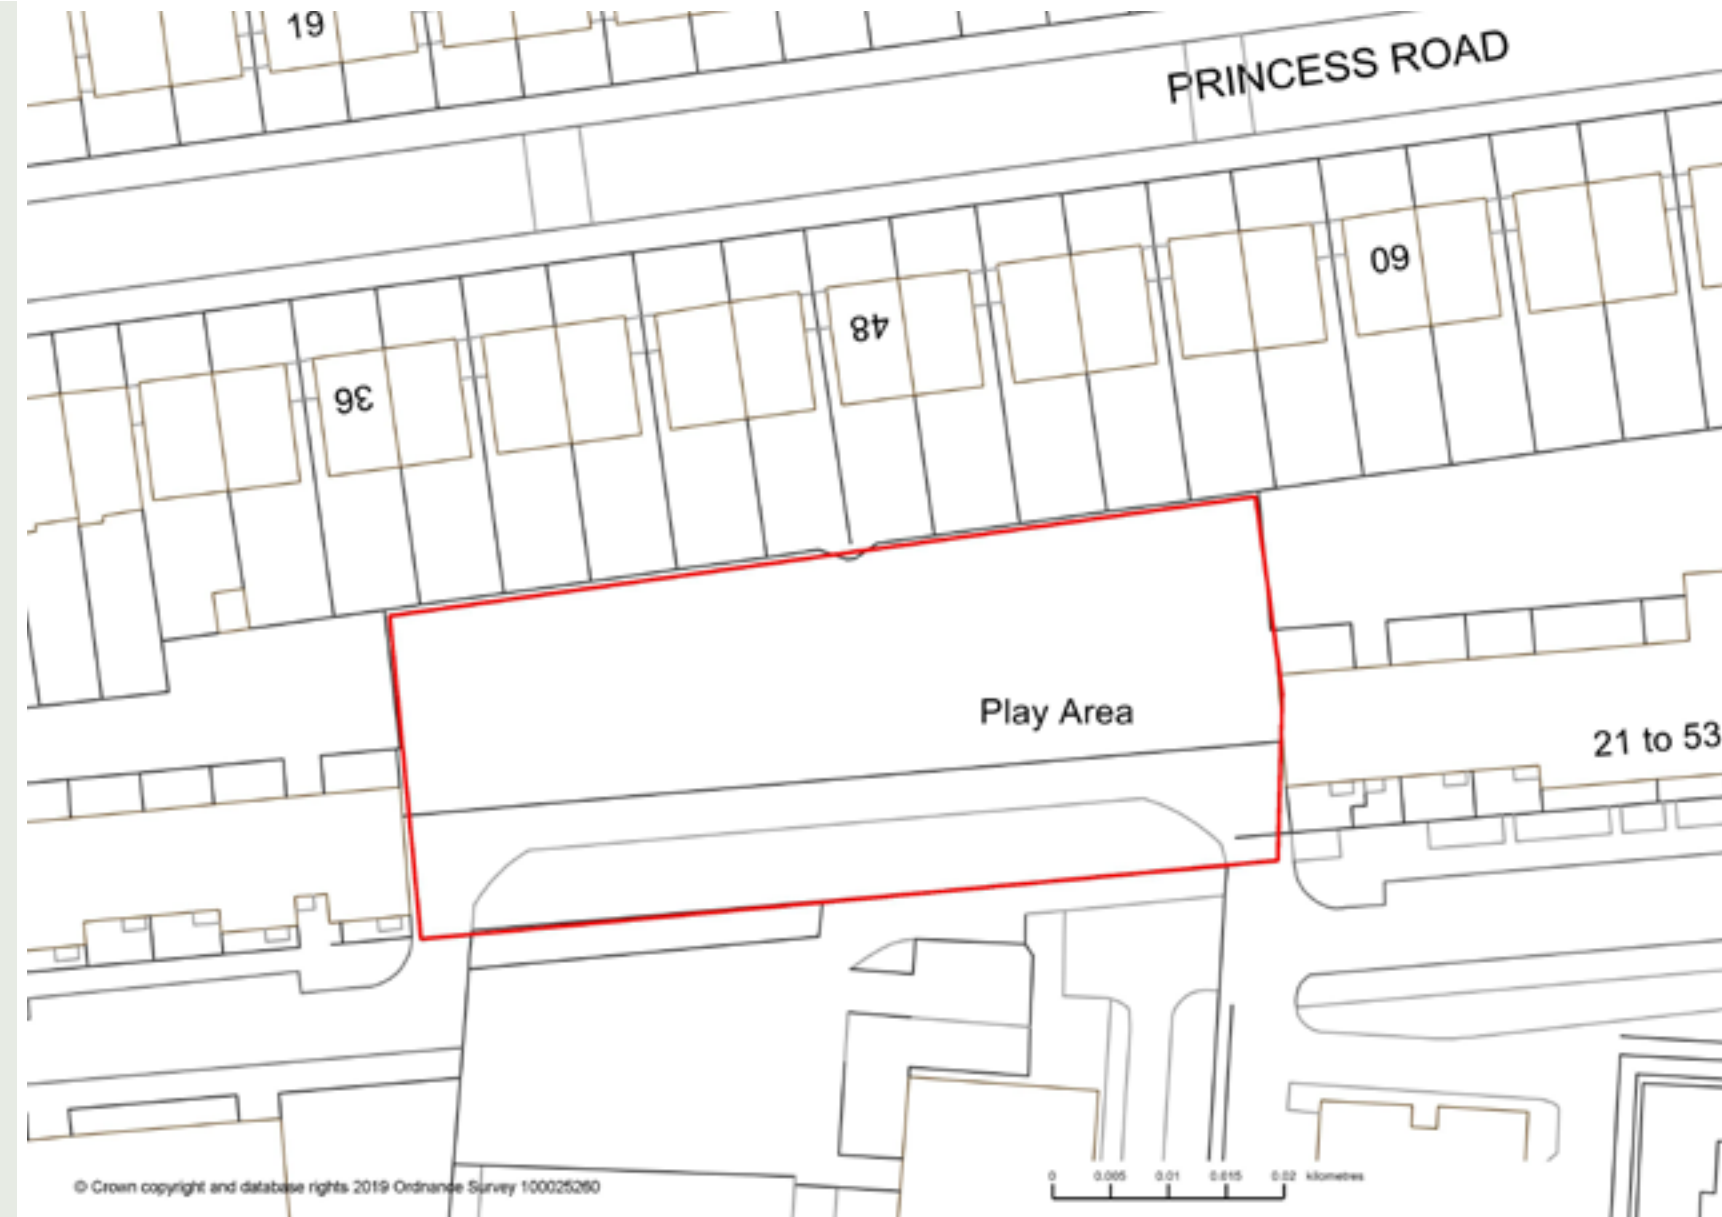 19
PRINCESS ROAD
60
48
36
Play Area
21 to 53
0 0.005 0.01 0.015 0.02 kilometres
© Crown copyright and database rights 2019 Ordnance Survey 100025260